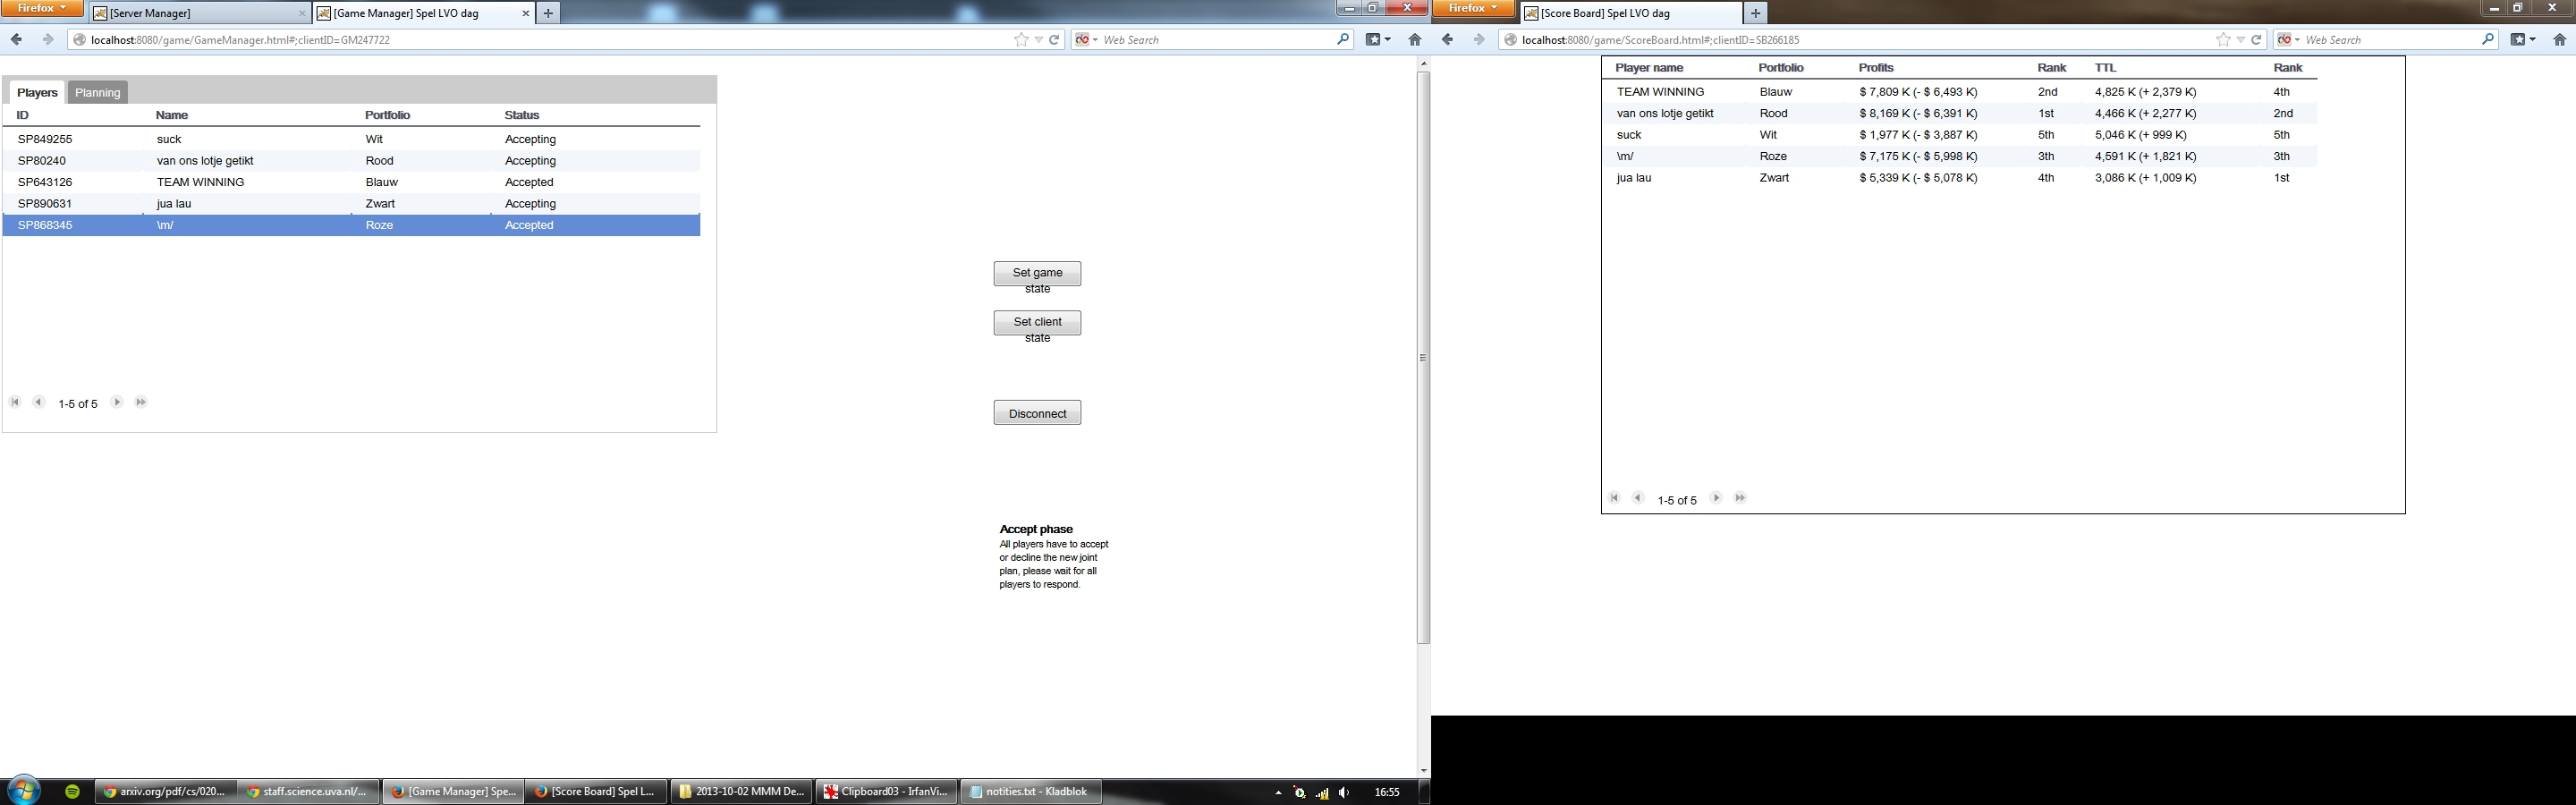 Firefox
[Server Manager]
[Game Manager] Spel LVO dag
localhost:8080/game/GameManager.html#;clientID=GM247722
Web Search
Players
Planning
ID Name Portfolio Status
SP849255 suck Wit Accepting
SP80240 van ons lotje getikt Rood Accepting
SP643126 TEAM WINNING Blauw Accepted
SP890631 jua lau Zwart Accepting
SP868345 \m/ Roze Accepted
1-5 of 5
Set game
state
Set client
state
Disconnect
Accept phase
All players have to accept
or decline the new joint
plan, please wait for all
players to respond.
Firefox
[Score Board] Spel LVO dag
localhost:8080/game/ScoreBoard.html#;clientID=SB266185
Web Search
Player name Portfolio Profits Rank TTL Rank
TEAM WINNING Blauw $ 7,809 K (- $ 6,493 K) 2nd 4,825 K (+ 2,379 K) 4th
van ons lotje getikt Rood $ 8,169 K (- $ 6,391 K) 1st 4,466 K (+ 2,277 K) 2nd
suck Wit $ 1,977 K (- $ 3,887 K) 5th 5,046 K (+ 999 K) 5th
\m/ Roze $ 7,175 K (- $ 5,998 K) 3th 4,591 K (+ 1,821 K) 3th
jua lau Zwart $ 5,339 K (- $ 5,078 K) 4th 3,086 K (+ 1,009 K) 1st
1-5 of 5
arxiv.org/pdf/cs/020...
staff.science.uva.nl/...
[Game Manager] Spe...
[Score Board] Spel L...
2013-10-02 MMM De...
Clipboard03 - IrfanVi...
notities.txt - Kladblok
16:55